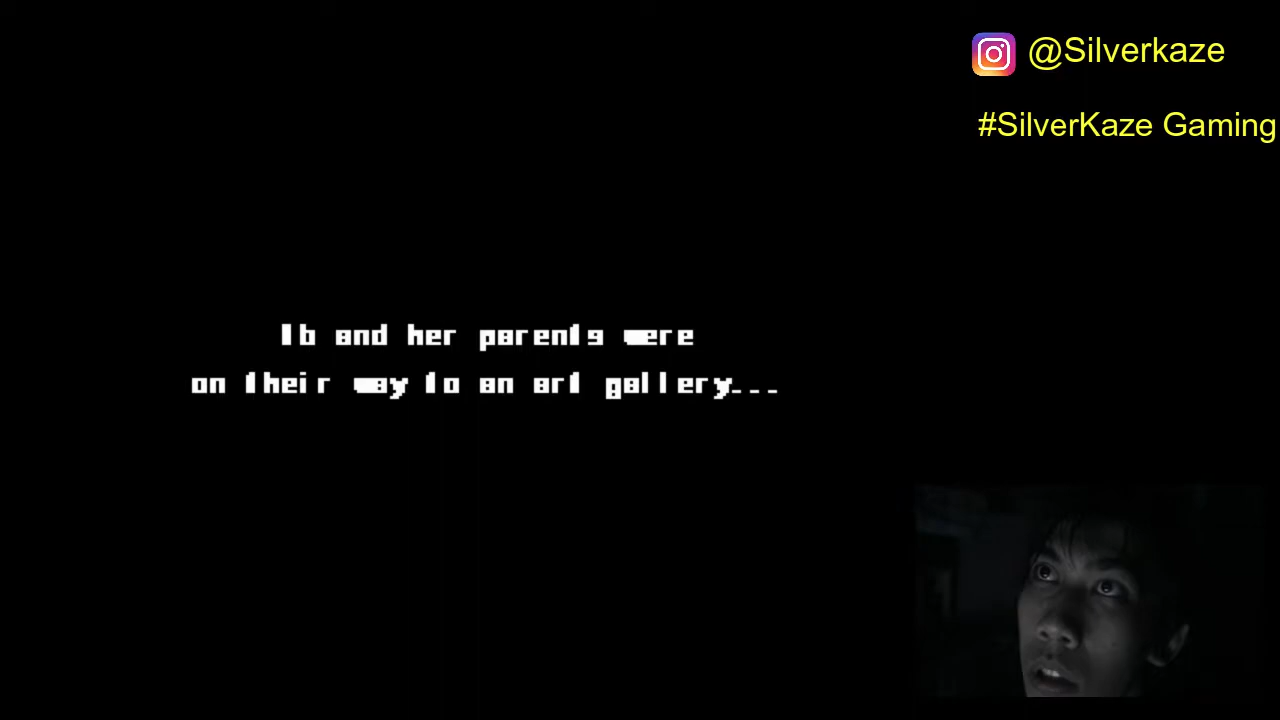 @Silverkaze
#SilverKaze Gaming
Ib and her parents were
on their way to an art gallery...